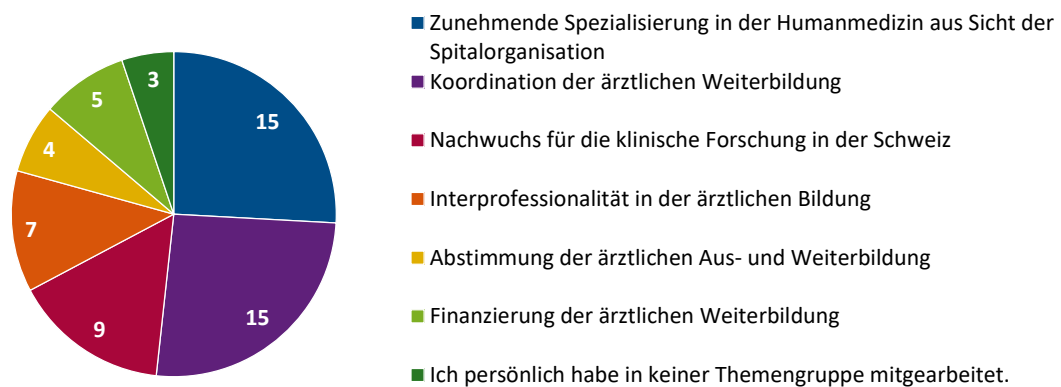 Zunehmende Spezialisierung in der Humanmedizin aus Sicht der
Spitalorganisation
Koordination der ärztlichen Weiterbildung
Nachwuchs für die klinische Forschung in der Schweiz
Interprofessionalität in der ärztlichen Bildung
Abstimmung der ärztlichen Aus- und Weiterbildung
Finanzierung der ärztlichen Weiterbildung
Ich persönlich habe in keiner Themengruppe mitgearbeitet.
15
15
9
7
4
5
3